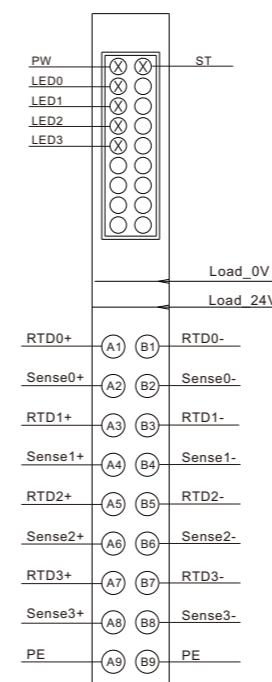 PW ST
LED0
LED1
LED2
LED3
Load_0V
Load_24V
RTD0+ A1 B1 RTD0-
Sense0+ A2 B2 Sense0-
RTD1+ A3 B3 RTD1-
Sense1+ A4 B4 Sense1-
RTD2+ A5 B5 RTD2-
Sense2+ A6 B6 Sense2-
RTD3+ A7 B7 RTD3-
Sense3+ A8 B8 Sense3-
PE A9 B9 PE